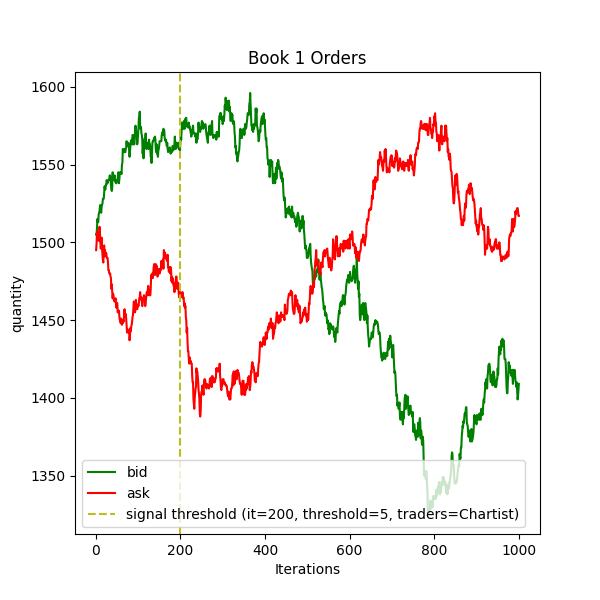 Book 1 Orders
quantity
1600
1550
1500
1450
1400
1350
bid
ask
signal threshold (it=200, threshold=5, traders=Chartist)
0 200 400 600 800 1000
Iterations